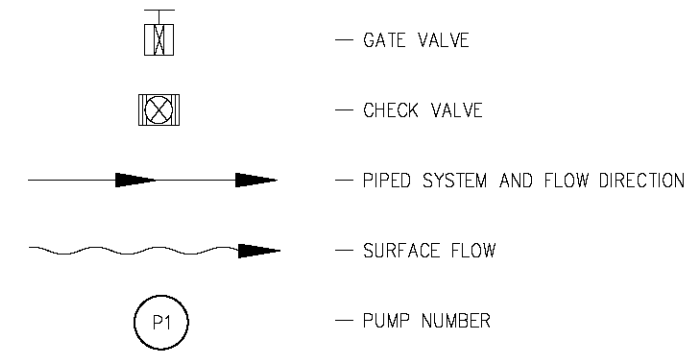 — GATE VALVE
— CHECK VALVE
— PIPED SYSTEM AND FLOW DIRECTION
— SURFACE FLOW
P1 — PUMP NUMBER